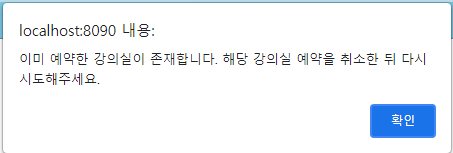 localhost:8090 내용:
이미 예약한 강의실이 존재합니다. 해당 강의실 예약을 취소한 뒤 다시
시도해주세요.
확인